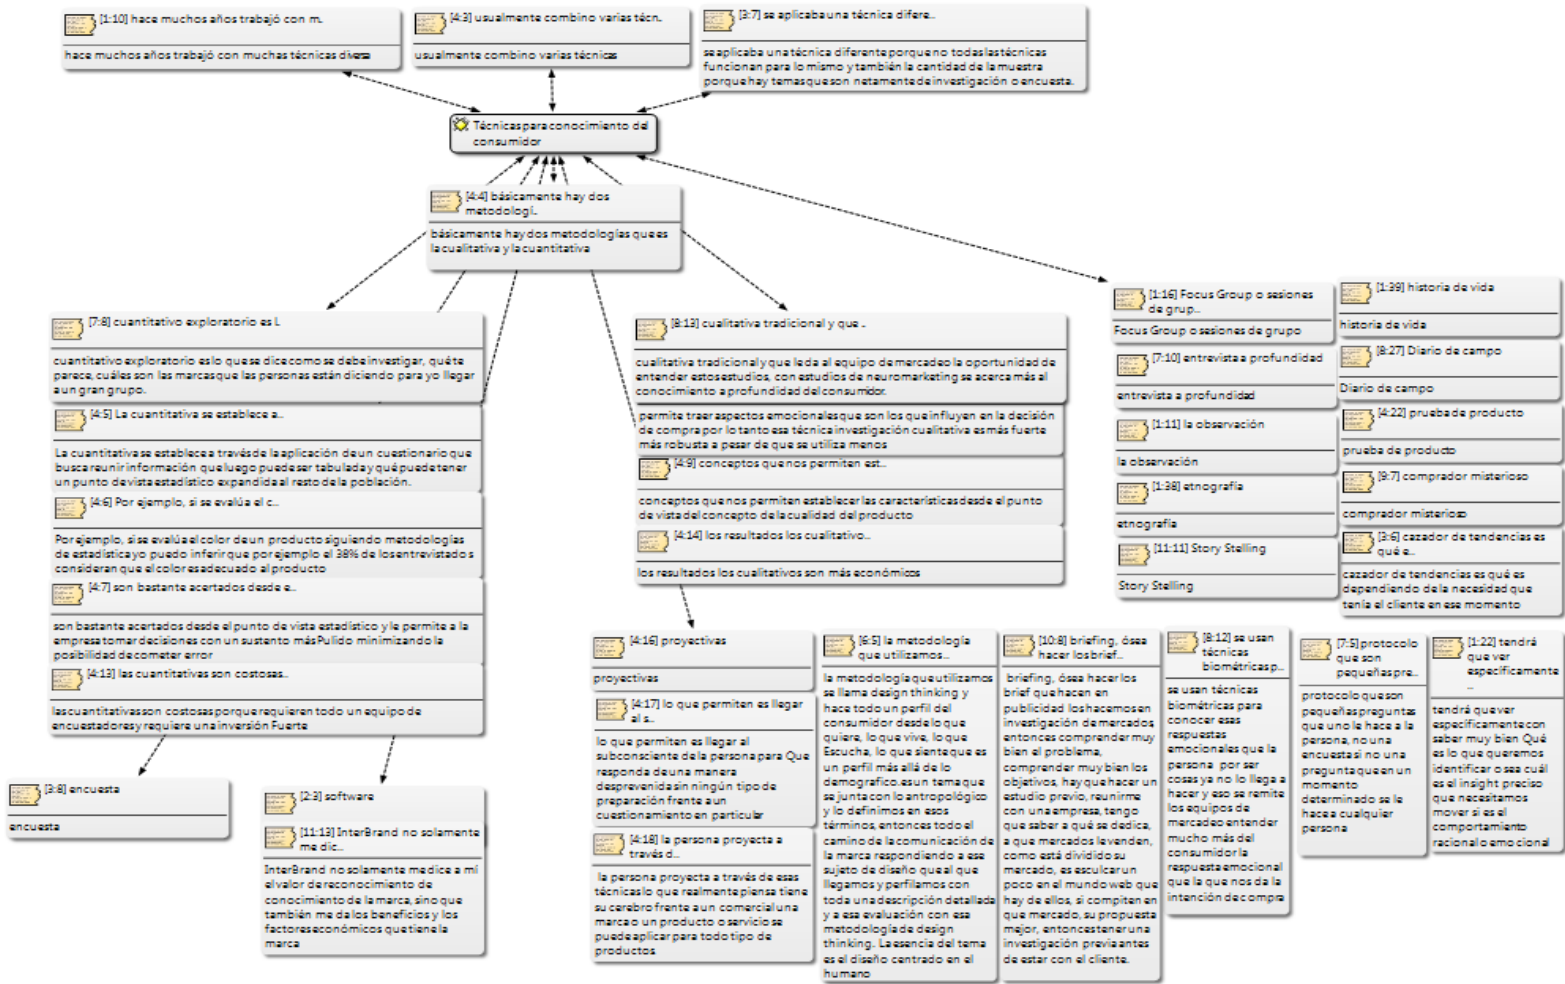 [1:10] hace muchos años trabajó con m..
hace muchos años trabajó con muchas técnicas diversa
[4:3] usualmente combino varias técn..
usualmente combino varias técnicas
[3:7] se aplicaba una técnica difere..
se aplicaba una técnica diferente porque no todas las técnicas
funcionan para lo mismo y también la cantidad de la muestra
porque hay temas que son netamente de investigación o encuesta.
Técnicas para conocimiento del
consumidor
[4:4] básicamente hay dos
metodologí..
básicamente hay dos metodologías que es
la cualitativa y la cuantitativa
[7:8] cuantitativo exploratorio es l..
cuantitativo exploratorio es lo que se dice como se debe investigar, qué te
parece, cuáles son las marcas que las personas están diciendo para yo llegar
a un gran grupo.
[4:5] La cuantitativa se establece a...
La cuantitativa se establece a través de la aplicación de un cuestionario que
busca reunir información que luego puede ser tabulada y qué puede tener
un punto de vista estadístico expandida al resto de la población.
[4:6] Por ejemplo, si se evalúa el c...
Por ejemplo, si se evalúa el color de un producto siguiendo metodologías
de estadística yo puedo inferir que por ejemplo el 38% de los entrevistado s
consideran que el color es adecuado al producto
[4:7] son bastante acertados desde e...
son bastante acertados desde el punto de vista estadístico y le permite a la
empresa tomar decisiones con un sustento más Pulido minimizando la
posibilidad de cometer error
[4:13] las cuantitativas son costosas..
las cuantitativas son costosas porque requieren todo un equipo de
encuestadores y requiere una inversión Fuerte
[3:8] encuesta
encuesta
[2:3] software
[11:13] InterBrand no solamente
me dic...
InterBrand no solamente me dice a mí
el valor de reconocimiento de
conocimiento de la marca, sino que
también me da los beneficios y los
factores económicos que tiene la
marca
[8:13] cualitativa tradicional y que ..
cualitativa tradicional y que le da al equipo de mercadeo la oportunidad de
entender estos estudios, con estudios de neuromarketing se acerca más al
conocimiento a profundidad del consumidor.
permite traer aspectos emocionales que son los que influyen en la decisión
de compra por lo tanto esa técnica investigación cualitativa es más fuerte
más robusta a pesar de que se utiliza menos
[4:9] conceptos que nos permiten est...
conceptos que nos permiten establecer las características desde el punto
de vista del concepto de la cualidad del producto
[4:14] los resultados los cualitativo...
los resultados los cualitativos son más económicos
[4:16] proyectivas
proyectivas
[4:17] lo que permiten es llegar
al s...
lo que permiten es llegar al
subconsciente de la persona para Que
responda de una manera
desprevenida sin ningún tipo de
preparación frente a un
cuestionamiento en particular
[4:18] la persona proyecta a
través d...
la persona proyecta a través de esas
técnicas lo que realmente piensa tiene
su cerebro frente a un comercial una
marca o un producto o servicio se
puede aplicar para todo tipo de
productos.
[6:5] la metodología
que utilizamos...
la metodología que utilizamos
se llama design thinking y
hace todo un perfil del
consumidor desde lo que
quiere, lo que vive, lo que
Escucha, lo que siente que es
un perfil más allá de lo
demografico.es un tema que
se junta con lo antropológico
y lo definimos en esos
términos, entonces todo el
camino de la comunicación de
la marca respondiendo a ese
sujeto de diseño que al que
llegamos y perfilamos con
toda una descripción detallada
y a esa evaluación con esa
metodología de design
thinking. La esencia del tema
es el diseño centrado en el
humano
[10:8] briefing, ósea
hacer los brief...
briefing, ósea hacer los
brief que hacen en
publicidad los hacemos en
investigación de mercados,
entonces comprender muy
bien el problema,
comprender muy bien los
objetivos, hay que hacer un
estudio previo, reunirme
con una empresa, tengo
que saber a qué se dedica,
a que mercados le venden,
como está dividido su
mercado, es esculcar un
poco en el mundo web que
hay de ellos, si compiten en
que mercado, su propuesta
mejor, entonces tener una
investigación previa antes
de estar con el cliente.
[8:12] se usan
técnicas
biométricas p..
se usan técnicas
biométricas para
conocer esas
respuestas
emocionales que la
persona por ser
cosas ya no lo llega a
hacer y eso se remite
los equipos de
mercadeo entender
mucho más del
consumidor la
respuesta emocional
que la que nos da la
intención de compra
[7:5] protocolo
que son
pequeñas pre...
protocolo que son
pequeñas preguntas
que uno le hace a la
persona, no una
encuesta si no una
pregunta que en un
momento
determinado se le
hace a cualquier
persona
[1:22] tendrá
que ver
específicamente
..
tendrá que ver
específicamente con
saber muy bien Qué
es lo que queremos
identificar o sea cuál
es el insight preciso
que necesitamos
mover si es el
comportamiento
racional o emocional
[1:16] Focus Group o sesiones
de grup...
Focus Group o sesiones de grupo
[7:10] entrevista a profundidad
entrevista a profundidad
[1:11] la observación
la observación
[1:38] etnografía
etnografía
[11:11] Story Stelling
Story Stelling
[1:39] historia de vida
historia de vida
[8:27] Diario de campo
Diario de campo
[4:22] prueba de producto
prueba de producto
[9:7] comprador misterioso
comprador misterioso
[3:6] cazador de tendencias es
qué e...
cazador de tendencias es qué es
dependiendo de la necesidad que
tenía el cliente en ese momento